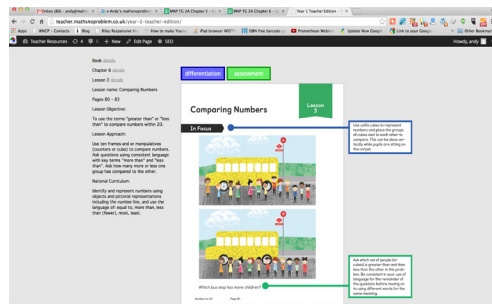 teacher.mathsnoproblem.co.uk/year-1-teacher-edition/
Teacher Resources
+ New
Edit Page
SEO
Howdy, andy
Book details
Chapter 6 details
Lesson 3 details
Lesson name: Comparing Numbers
Pages 80 - 83
Lesson Objective:
To use the terms "greater than" or "less
than" to compare numbers within 20.
Lesson Approach:
Use ten frames and or manipulatives
(counters or cube) to compare numbers.
Ask questions using consistent language
with key terms "more than" and "less
than". Ask how many more or less one
group has compared to the other.
National Curriculum:
Identify and represent numbers using
objects and pictorial representations
including the number line, and use the
language of: equal to, more than, less
than (fewer), most, least.
differentiation
assessment
Comparing Numbers
Lesson
In Focus
Which bus stop has more children?
Page 80
Use unifix cubes to represent
numbers and place the groups
of cubes next to each other to
compare. This can be done ver-
tically while pupils are sitting on
the carpet.
Ask which set of people (or
cubes) is greater than and then
less than the other in this prob-
lem. Be consistent in your use of
language for the remainder of
the questions before moving on
to using different words for the
same meaning.